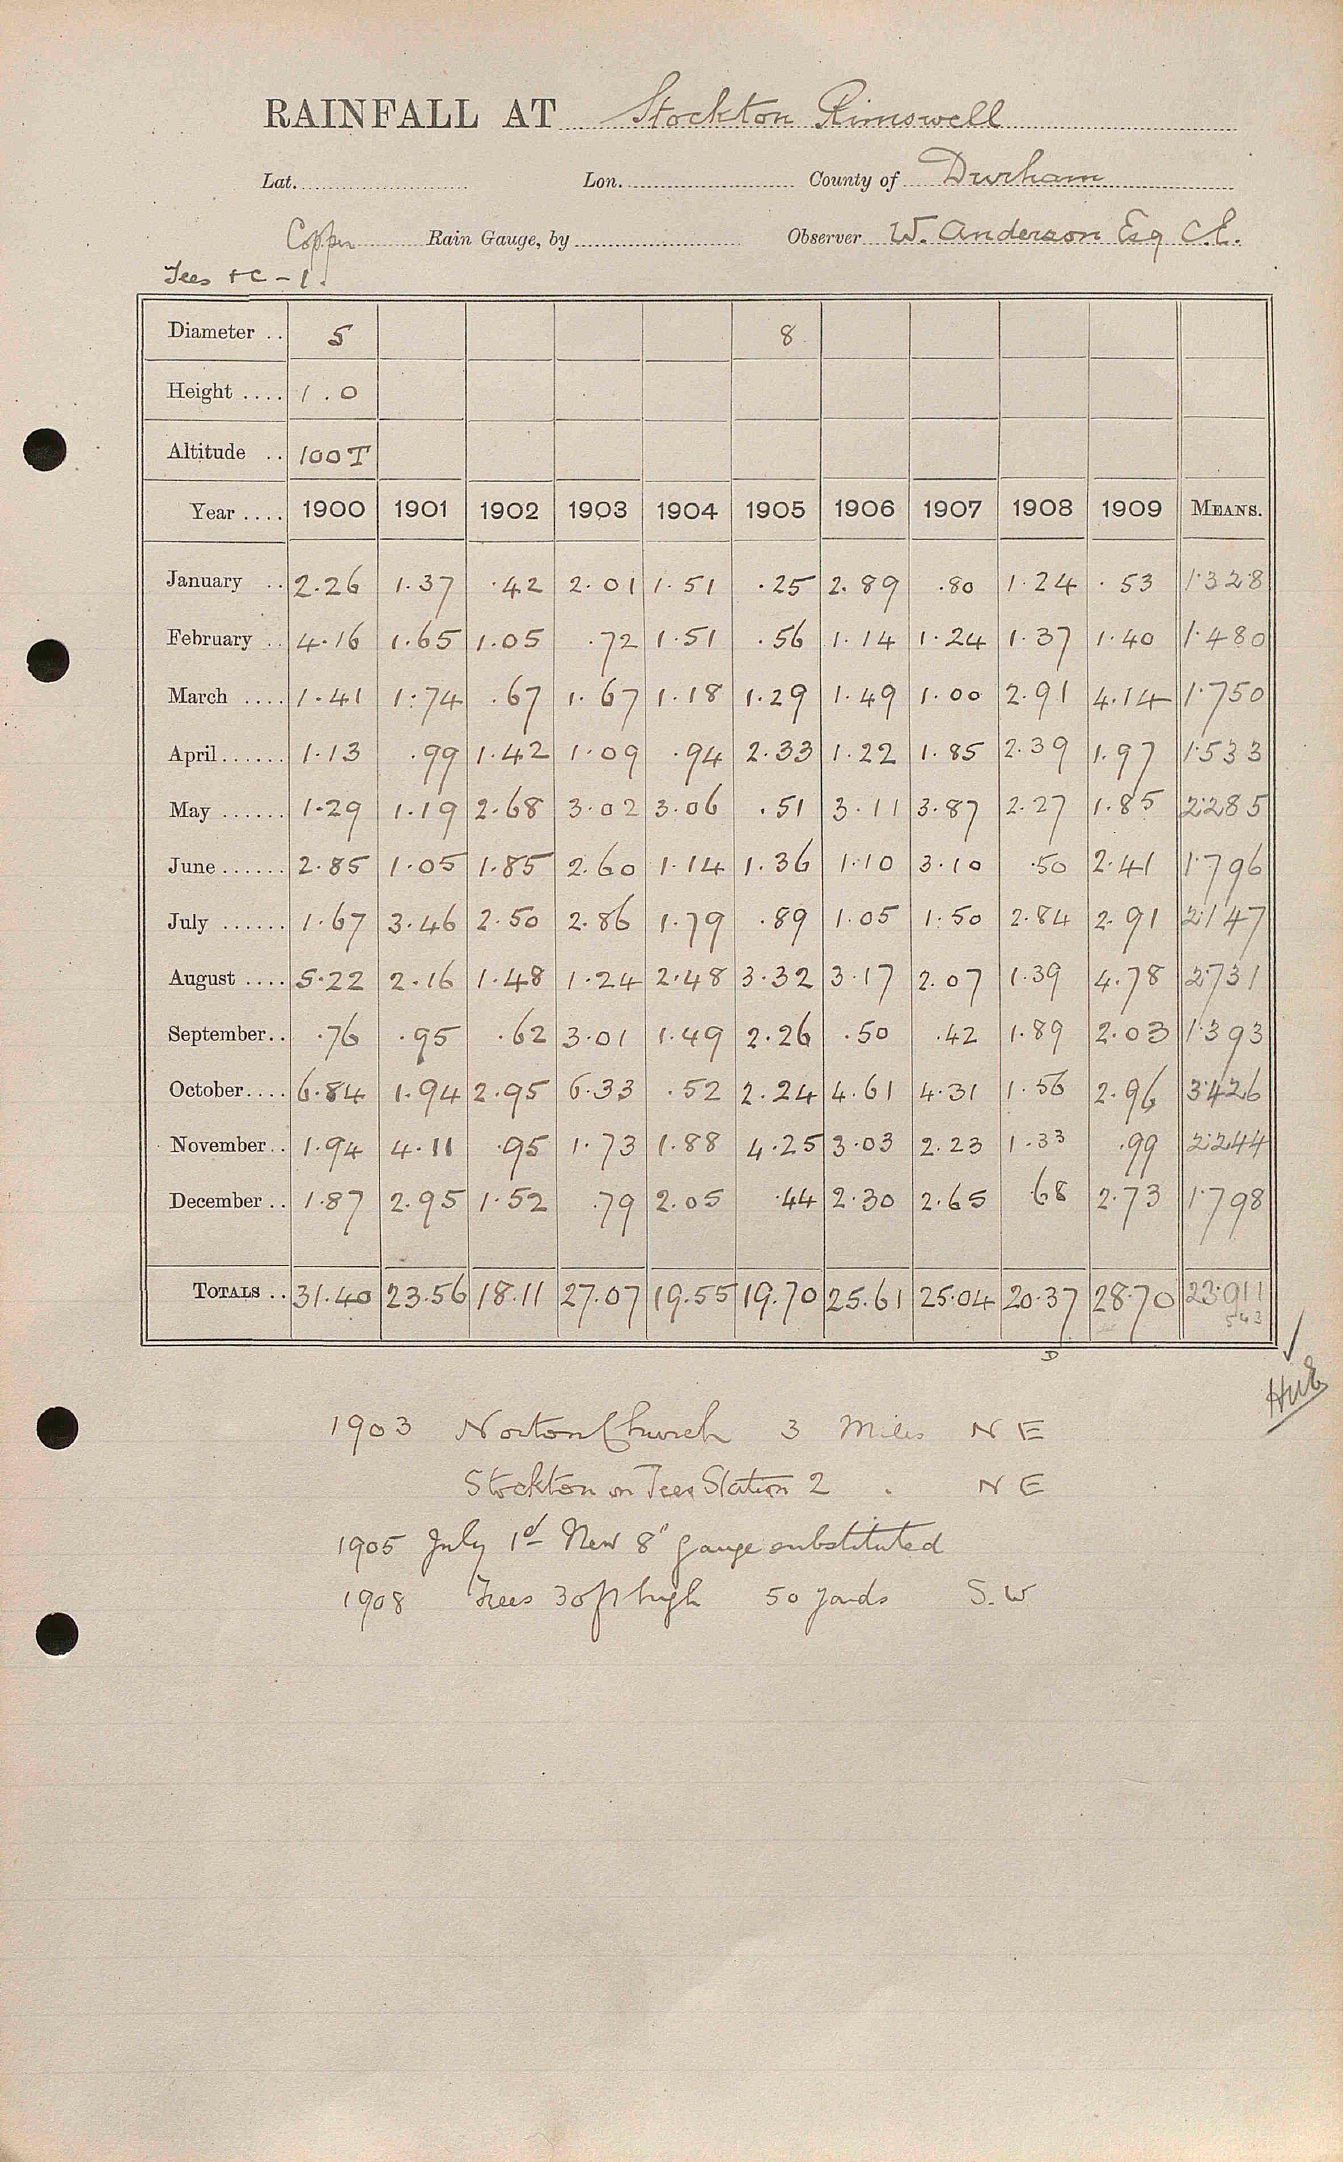 RAINFALL AT Stockton Rimswell
Lat. Lon. County of Durham
Copper Rain Gauge, by Observer W. Anderson Esq C.E.
Tees +c - 1.
Diameter .. 5 8
Height .... 1.0
Altitude .. 100T
Year .... 1900 1901 1902 1903 1904 1905 1906 1907 1908 1909 MEANS.
January .. 2.26 1.37 .42 2.01 1.51 .25 2.89 .80 1.24 .53 1.328
February .. 4.16 1.65 1.05 .72 1.51 .56 1.14 1.24 1.37 1.40 1.480
March .... 1.41 1.74 .67 1.67 1.18 1.29 1.49 1.00 2.91 4.14 1.750
April...... 1.13 .99 1.42 1.09 .94 2.33 1.22 1.85 2.39 1.97 1.533
May ...... 1.29 1.19 2.68 3.02 3.06 .51 3.11 3.87 2.27 1.85 2.285
June...... 2.85 1.05 1.85 2.60 1.14 1.36 1.10 3.10 .50 2.41 1.796
July ...... 1.67 3.46 2.50 2.86 1.79 .89 1.05 1.50 2.84 2.91 2.147
August .... 5.22 2.16 1.48 1.24 2.48 3.32 3.17 2.07 1.39 4.78 2.731
September.. .76 .95 .62 3.01 1.49 2.26 .50 .42 1.89 2.03 1.393
October.... 6.84 1.94 2.95 6.33 .52 2.24 4.61 4.31 1.56 2.96 3.426
November.. 1.94 4.11 .95 1.73 1.88 4.25 3.03 2.23 1.33 .99 2.244
December .. 1.87 2.95 1.52 .79 2.05 .44 2.30 2.65 .68 2.73 1.798
TOTALS .. 31.40 23.56 18.11 27.07 19.55 19.70 25.61 25.04 20.37 28.70 23.911
543
D
1903 Norton Church 3 Miles N E
Stockton on Tees Station 2 . N E
1905 July 1st New 8" gauge substituted
1908 Trees 30 ft high 50 yards S.W